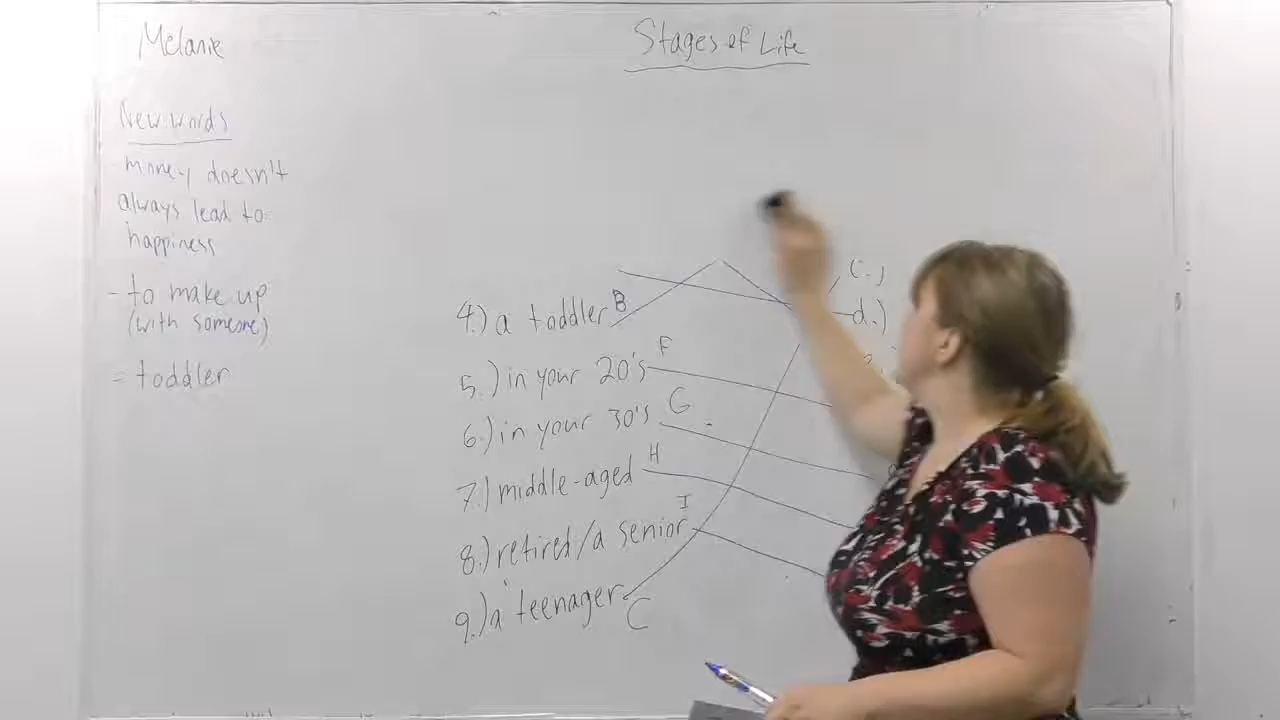 Melanie
Stages of Life
New words
- money doesn't
always lead to
happiness
- to make up
(with someone)
= toddler
4.) a toddler B
5.) in your 20's F
6.) in your 30's G
7.) middle-aged H
8.) retired/a senior I
9.) a teenager C
C.)
d.)